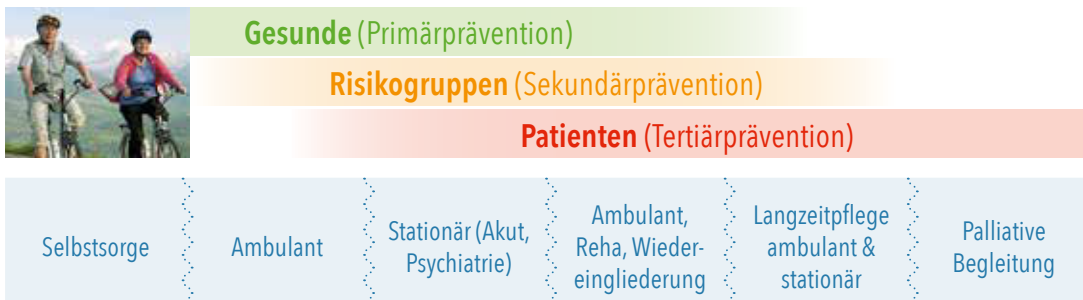 Gesunde (Primärprävention)
Risikogruppen (Sekundärprävention)
Patienten (Tertiärprävention)
Selbstsorge
Ambulant
Stationär (Akut,
Psychiatrie)
Ambulant,
Reha, Wieder-
eingliederung
Langzeitpflege
ambulant &
stationär
Palliative
Begleitung